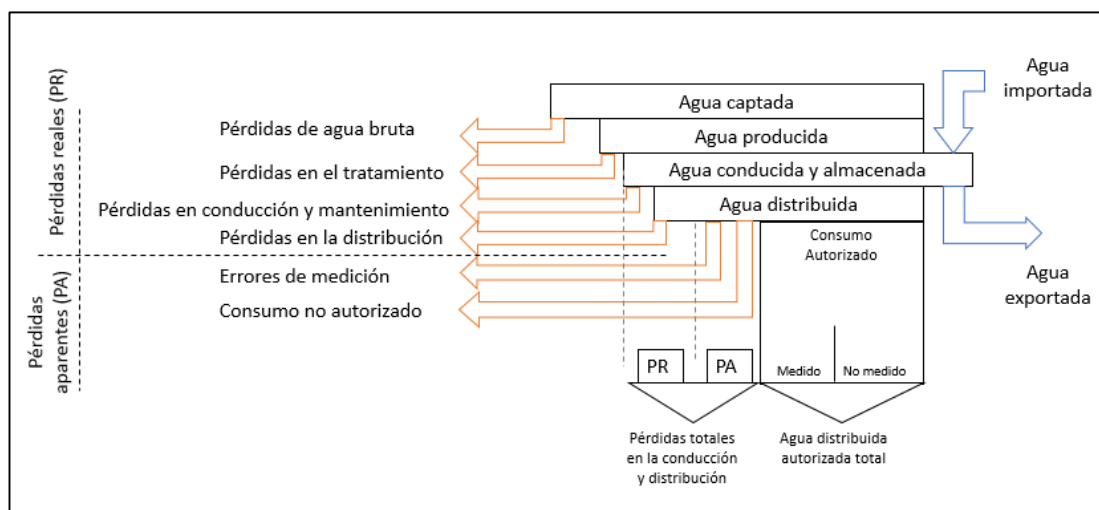 Pérdidas reales (PR)
Pérdidas
aparentes (PA)
Pérdidas de agua bruta
Pérdidas en el tratamiento
Pérdidas en conducción y mantenimiento
Pérdidas en la distribución
Errores de medición
Consumo no autorizado
Agua captada
Agua producida
Agua conducida y almacenada
Agua distribuida
Agua
importada
Agua
exportada
Consumo
Autorizado
Medido
No medido
PR
PA
Pérdidas totales
en la conducción
y distribución
Agua distribuida
autorizada total